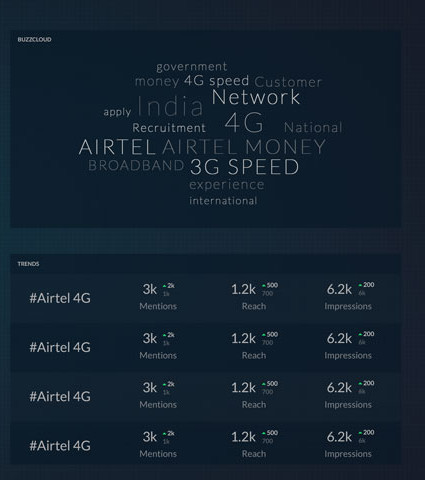 BUZZCLOUD
government
money 4G speed Customer
India Network
apply
Recruitment 4G National
AIRTEL AIRTEL MONEY
BROADBAND 3G SPEED
experience
international
TRENDS
#Airtel 4G 3k 2k 1k Mentions 1.2k 500 700 Reach 6.2k 200 6k Impressions
#Airtel 4G 3k 2k 1k Mentions 1.2k 500 700 Reach 6.2k 200 6k Impressions
#Airtel 4G 3k 2k 1k Mentions 1.2k 500 700 Reach 6.2k 200 6k Impressions
#Airtel 4G 3k 2k 1k Mentions 1.2k 500 700 Reach 6.2k 200 6k Impressions